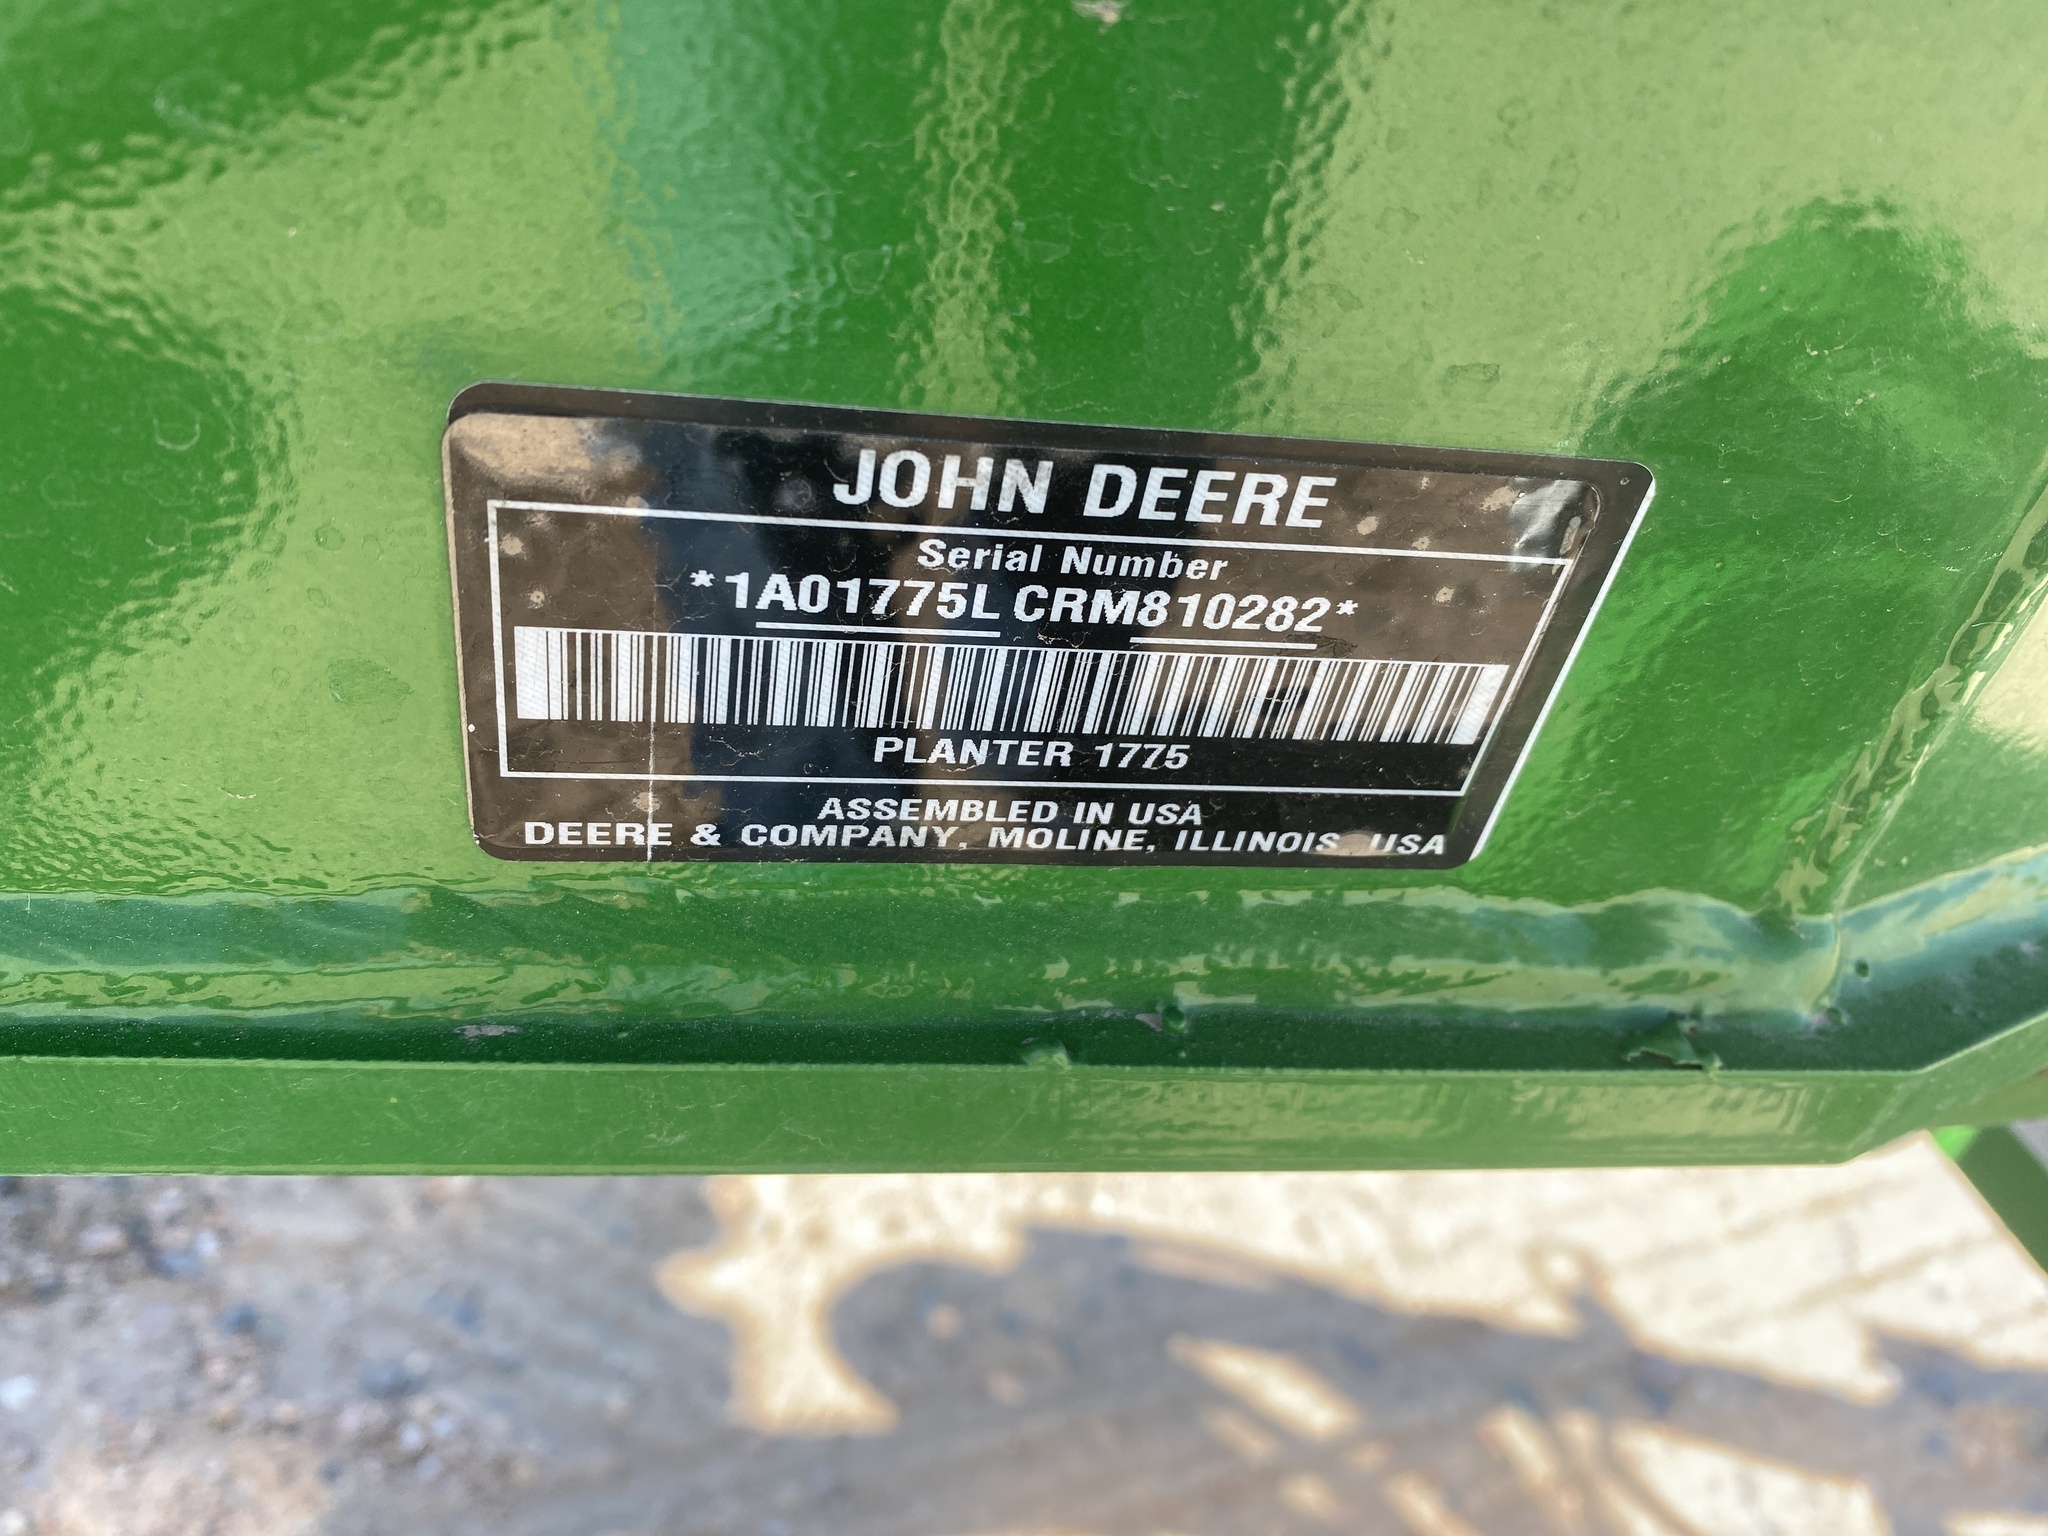 JOHN DEERE
Serial Number
*1A01775LCRM810282*
PLANTER 1775
ASSEMBLED IN USA
DEERE & COMPANY, MOLINE, ILLINOIS USA